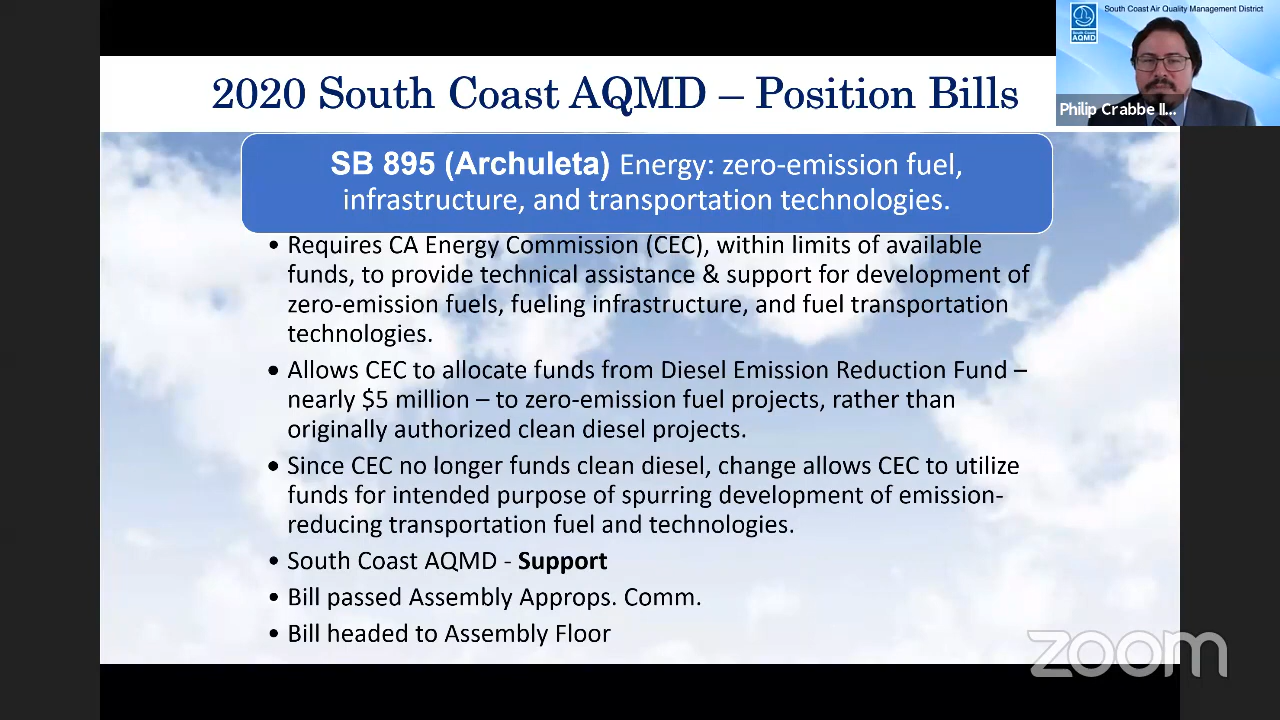 South Coast Air Quality Management District
South Coast
AQMD
Philip Crabbe II...
2020 South Coast AQMD – Position Bills
SB 895 (Archuleta) Energy: zero-emission fuel,
infrastructure, and transportation technologies.
• Requires CA Energy Commission (CEC), within limits of available
funds, to provide technical assistance & support for development of
zero-emission fuels, fueling infrastructure, and fuel transportation
technologies.
• Allows CEC to allocate funds from Diesel Emission Reduction Fund –
nearly $5 million – to zero-emission fuel projects, rather than
originally authorized clean diesel projects.
• Since CEC no longer funds clean diesel, change allows CEC to utilize
funds for intended purpose of spurring development of emission-
reducing transportation fuel and technologies.
• South Coast AQMD - Support
• Bill passed Assembly Approps. Comm.
• Bill headed to Assembly Floor
zoom